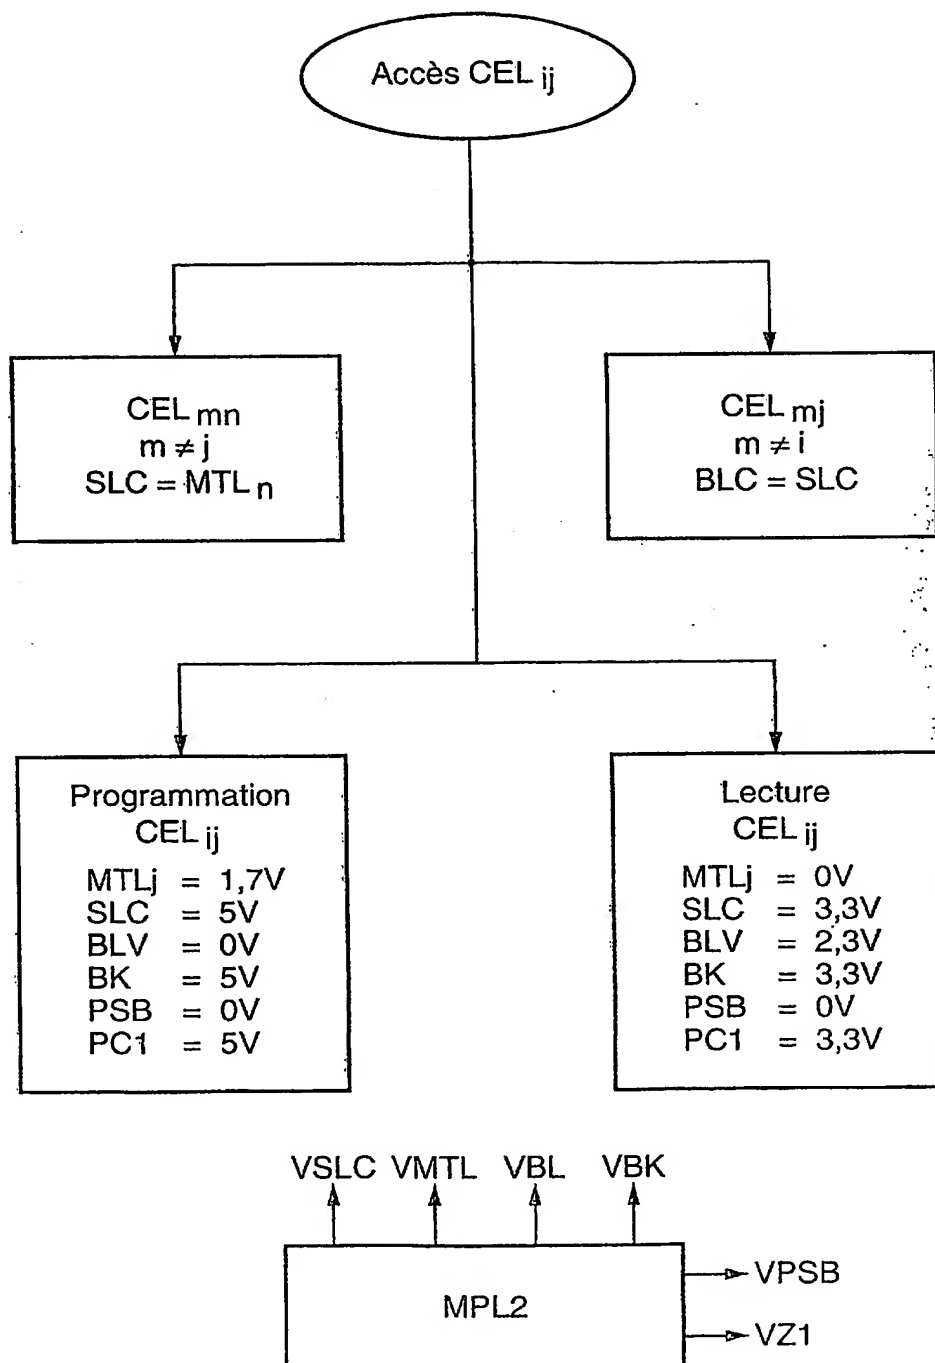 Accès CEL ij
CEL mn
m ≠ j
SLC = MTL n
CEL mj
m ≠ i
BLC = SLC
Programmation
CEL ij
MTLj = 1,7V
SLC = 5V
BLV = 0V
BK = 5V
PSB = 0V
PC1 = 5V
Lecture
CEL ij
MTLj = 0V
SLC = 3,3V
BLV = 2,3V
BK = 3,3V
PSB = 0V
PC1 = 3,3V
VSLC VMTL VBL VBK
VPSB
MPL2
VZ1